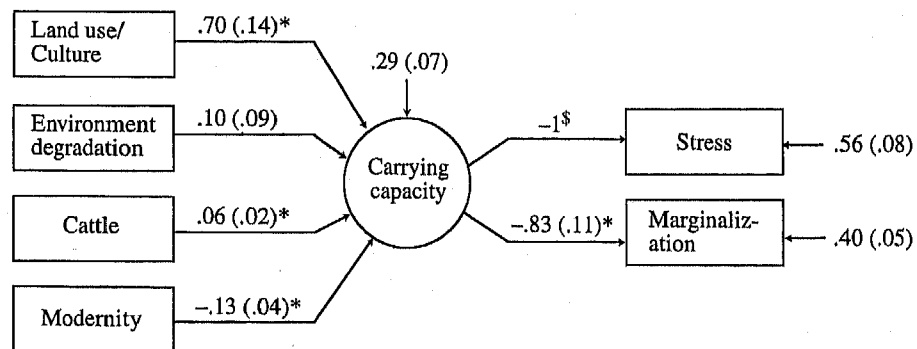 Land use/
Culture
.70 (.14)*
.29 (.07)
Environment
degradation
.10 (.09)
Carrying
capacity
–1$
Stress
.56 (.08)
Cattle
.06 (.02)*
–.83 (.11)*
Marginaliz-
ation
.40 (.05)
Modernity
–.13 (.04)*